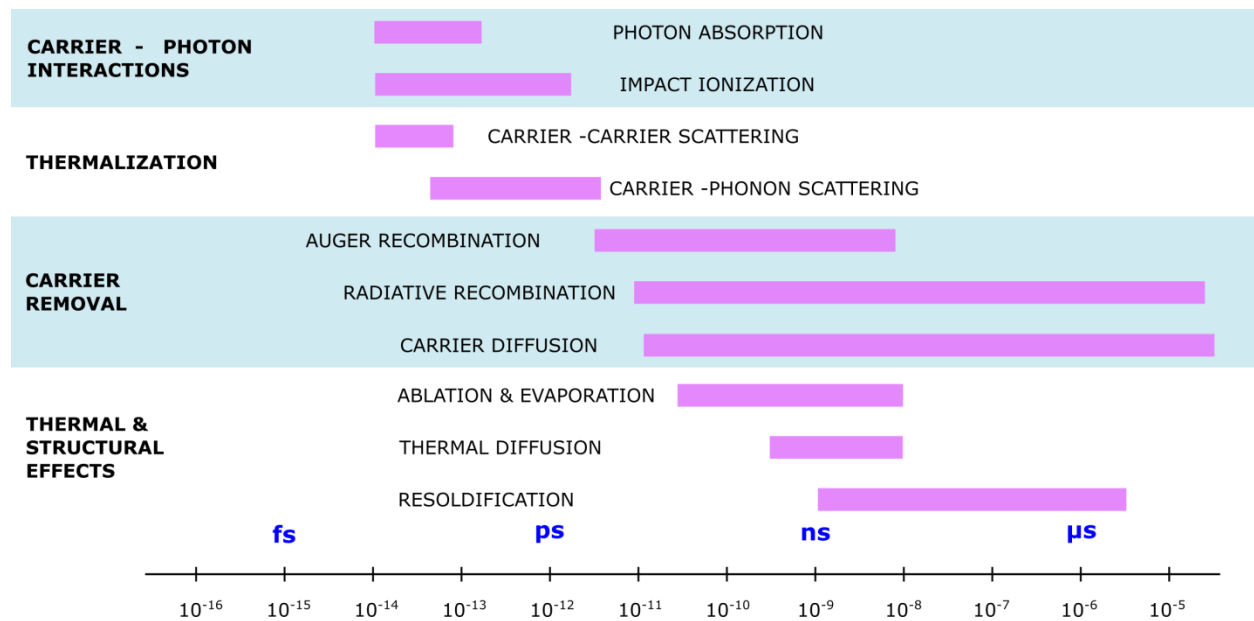 CARRIER - PHOTON
INTERACTIONS
PHOTON ABSORPTION
IMPACT IONIZATION
THERMALIZATION
CARRIER -CARRIER SCATTERING
CARRIER -PHONON SCATTERING
CARRIER
REMOVAL
AUGER RECOMBINATION
RADIATIVE RECOMBINATION
CARRIER DIFFUSION
THERMAL &
STRUCTURAL
EFFECTS
ABLATION & EVAPORATION
THERMAL DIFFUSION
RESOLDIFICATION
fs ps ns µs
10⁻¹⁶ 10⁻¹⁵ 10⁻¹⁴ 10⁻¹³ 10⁻¹² 10⁻¹¹ 10⁻¹⁰ 10⁻⁹ 10⁻⁸ 10⁻⁷ 10⁻⁶ 10⁻⁵